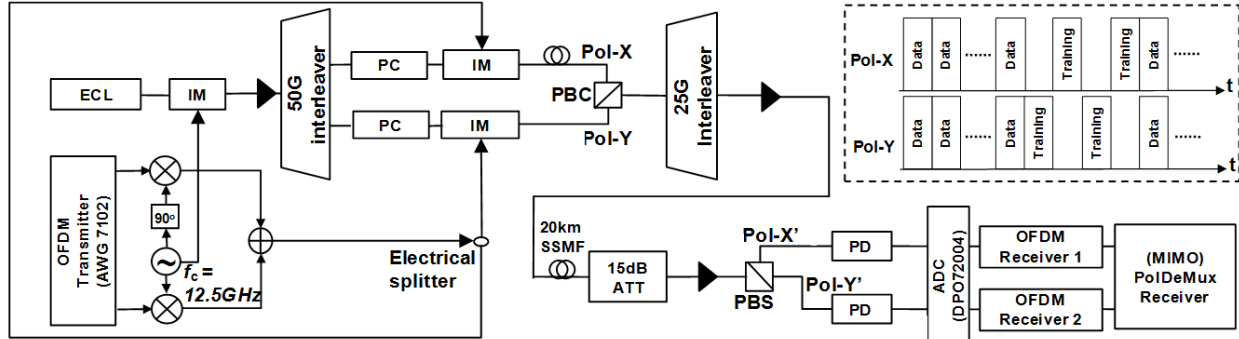 ECL
IM
50G
interleaver
PC
IM
Pol-X
PC
IM
PBC
Pol-Y
25G
Interleaver
OFDM
Transmitter
(AWG 7102)
90°
~
fc =
12.5GHz
Electrical
splitter
20km
SSMF
15dB
ATT
Pol-X'
PBS
Pol-Y'
PD
PD
ADC
(DPO72004)
OFDM
Receiver 1
OFDM
Receiver 2
(MIMO)
PolDeMux
Receiver
Pol-X
Data
Data
......
Data
Training
Training
Data
......
t
Pol-Y
Data
Data
......
Data
Training
Training
Data
......
t